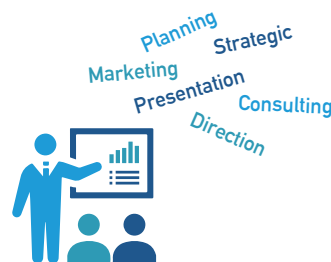 Planning
Strategic
Marketing
Presentation
Consulting
Direction